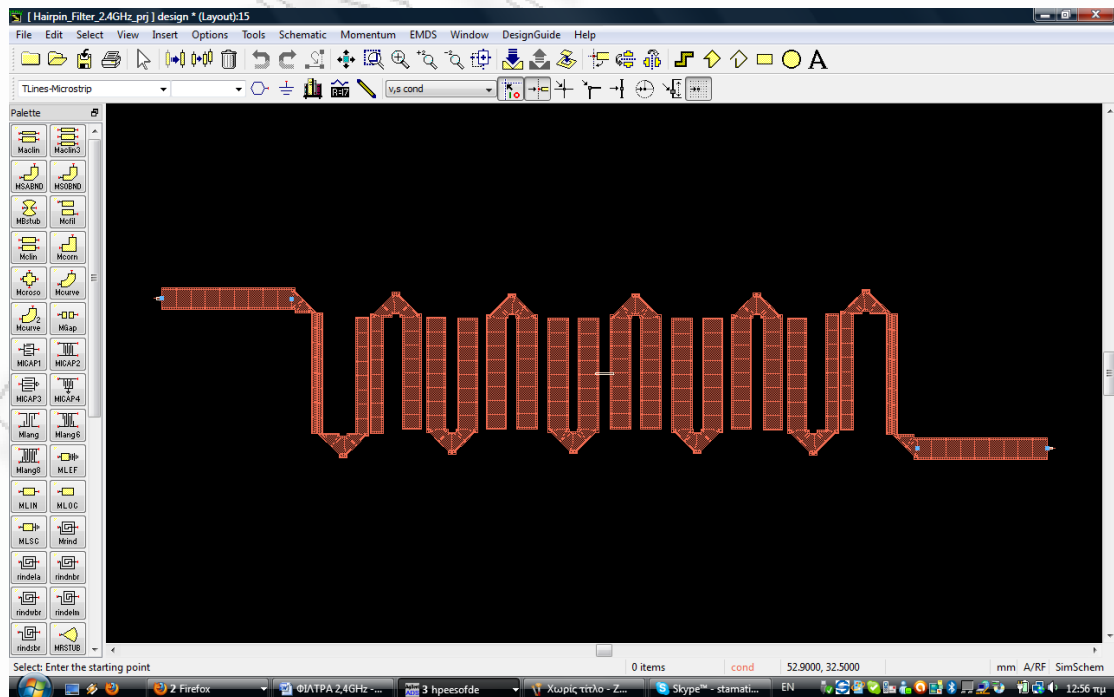 [ Hairpin_Filter_2.4GHz_prj ] design * (Layout):15
File Edit Select View Insert Options Tools Schematic Momentum EMDS Window DesignGuide Help
TLines-Microstrip v,s cond
Palette
Maclin Maclin3
MSABND MSOBND
MBstub Mcfil
Mclin Mcorn
Mcroso Mcurve
Mcurve MGap
MICAP1 MICAP2
MICAP3 MICAP4
Mlang Mlang6
Mlang8 MLEF
MLIN MLOC
MLSC Mrind
rindela rindnbr
rindwbr rindelm
rindsbr MRSTUB
Select: Enter the starting point 0 items cond 52.9000, 32.5000 mm A/RF SimSchem
2 Firefox ΦΙΛΤΡΑ 2,4GHz -... 3 hpeesofde Χωρίς τίτλο - Ζ... Skype™ - stamati... EN 12:56 πμ